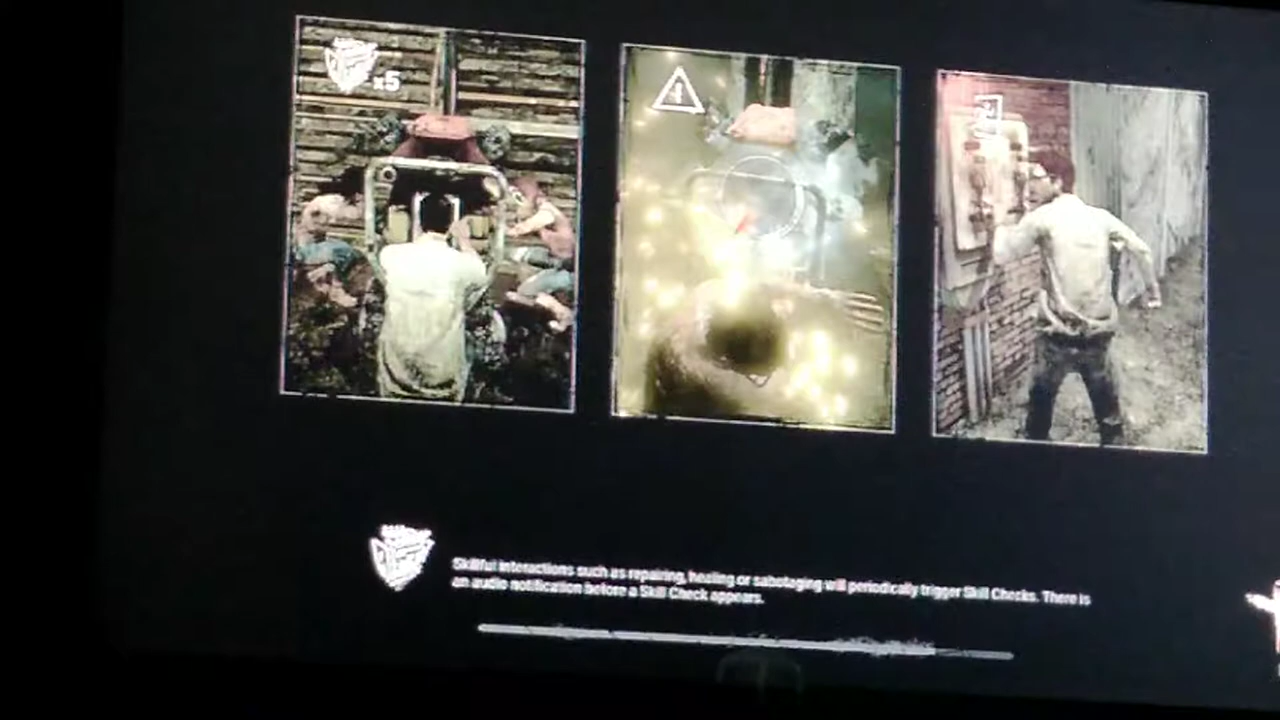 x5
Skillful interactions such as repairing, healing or sabotaging will periodically trigger Skill Checks. There is
an audio notification before a Skill Check appears.